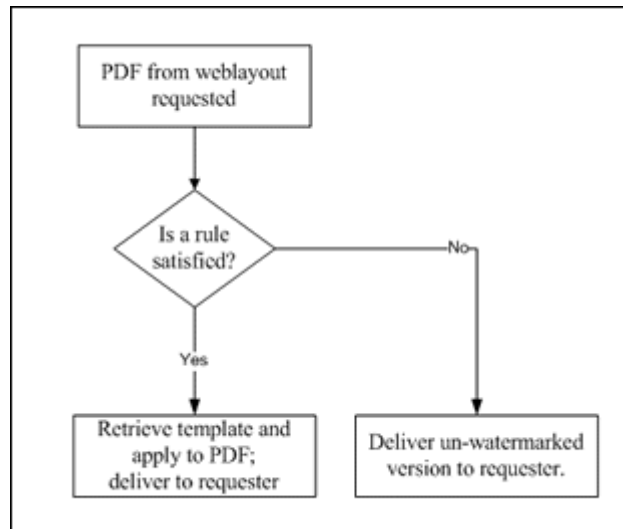 PDF from weblayout
requested
Is a rule
satisfied?
No
Yes
Retrieve template and
apply to PDF;
deliver to requester
Deliver un-watermarked
version to requester.